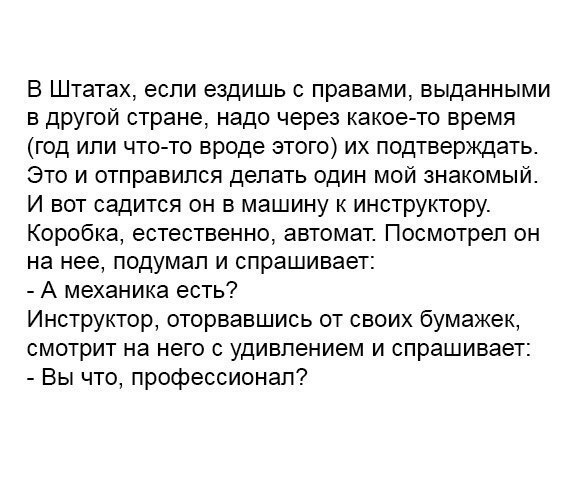 В Штатах, если ездишь с правами, выданными
в другой стране, надо через какое-то время
(год или что-то вроде этого) их подтверждать.
Это и отправился делать один мой знакомый.
И вот садится он в машину к инструктору.
Коробка, естественно, автомат. Посмотрел он
на нее, подумал и спрашивает:
- А механика есть?
Инструктор, оторвавшись от своих бумажек,
смотрит на него с удивлением и спрашивает:
- Вы что, профессионал?